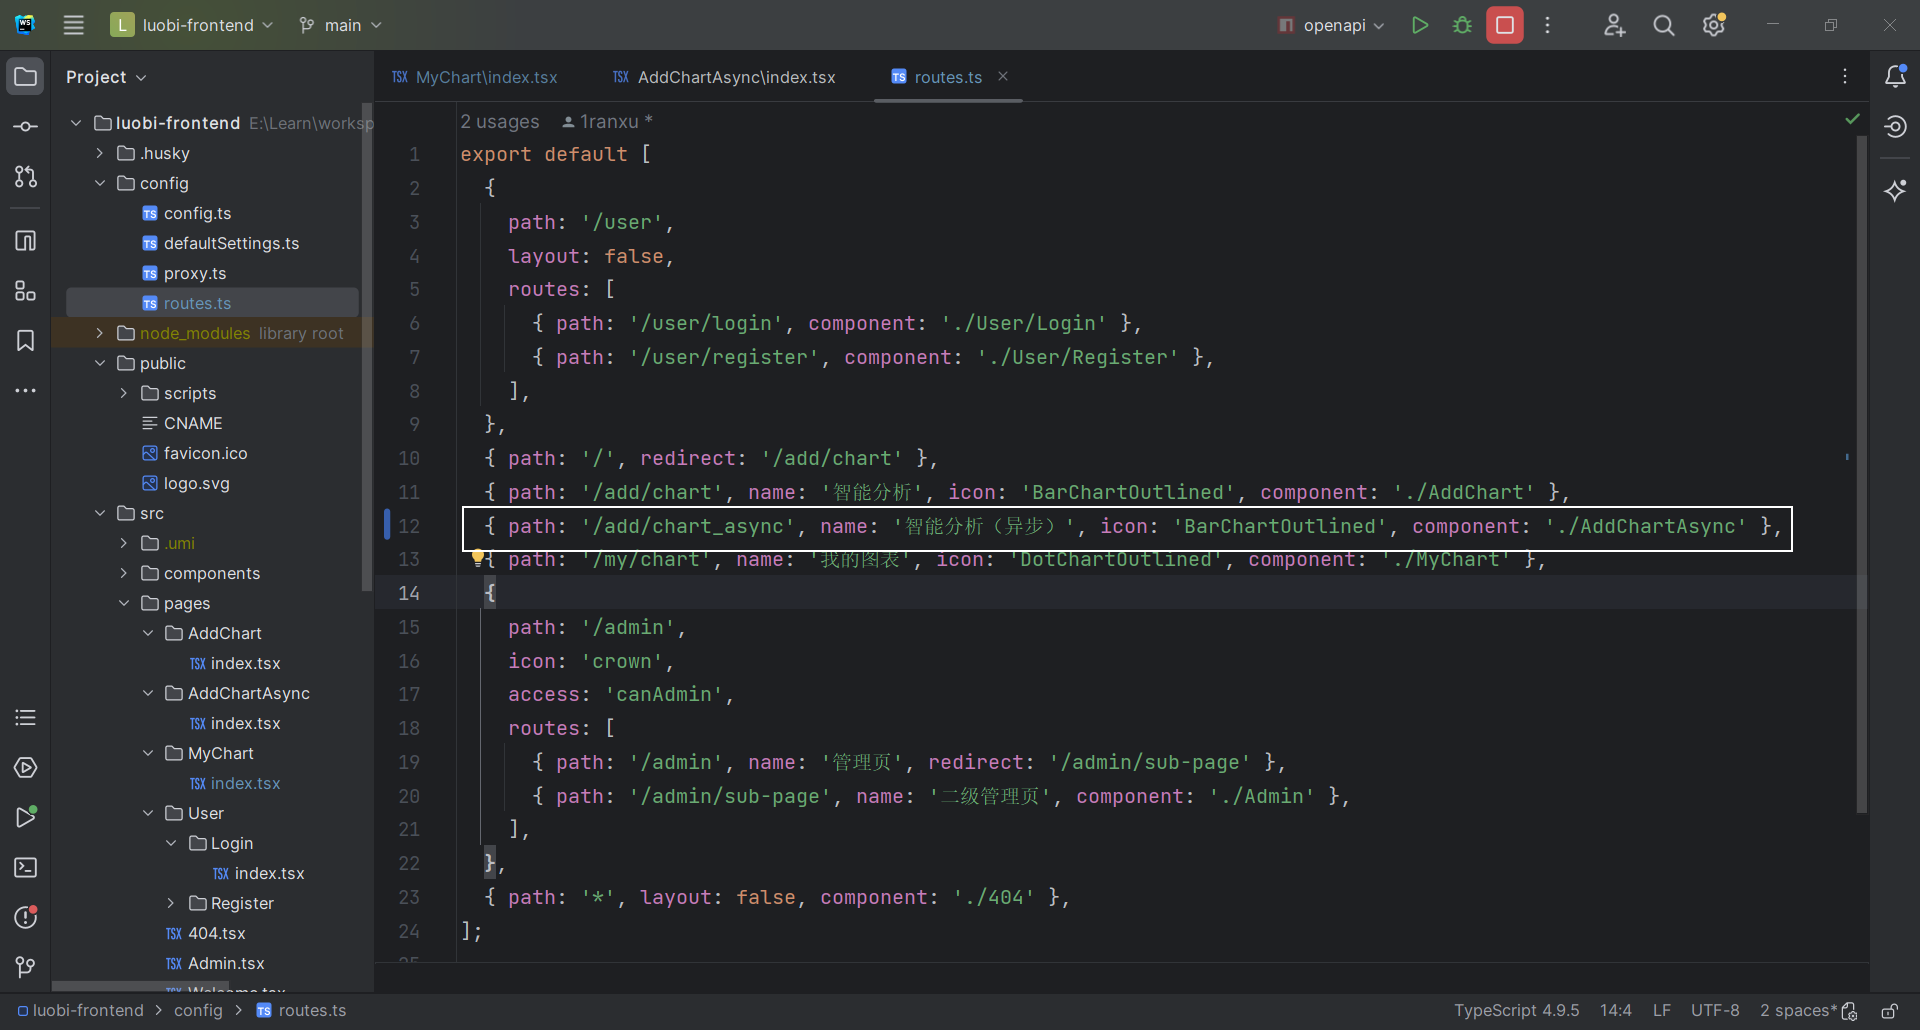 L luobi-frontend main openapi
Project
MyChart\index.tsx AddChartAsync\index.tsx routes.ts
luobi-frontend E:\Learn\worksp
.husky
config
config.ts
defaultSettings.ts
proxy.ts
routes.ts
node_modules library root
public
scripts
CNAME
favicon.ico
logo.svg
src
.umi
components
pages
AddChart
index.tsx
AddChartAsync
index.tsx
MyChart
index.tsx
User
Login
index.tsx
Register
404.tsx
Admin.tsx
Welcome.tsx
2 usages 1ranxu *
1 export default [
2 {
3 path: '/user',
4 layout: false,
5 routes: [
6 { path: '/user/login', component: './User/Login' },
7 { path: '/user/register', component: './User/Register' },
8 ],
9 },
10 { path: '/', redirect: '/add/chart' },
11 { path: '/add/chart', name: '智能分析', icon: 'BarChartOutlined', component: './AddChart' },
12 { path: '/add/chart_async', name: '智能分析（异步）', icon: 'BarChartOutlined', component: './AddChartAsync' },
13 { path: '/my/chart', name: '我的图表', icon: 'DotChartOutlined', component: './MyChart' },
14 {
15 path: '/admin',
16 icon: 'crown',
17 access: 'canAdmin',
18 routes: [
19 { path: '/admin', name: '管理页', redirect: '/admin/sub-page' },
20 { path: '/admin/sub-page', name: '二级管理页', component: './Admin' },
21 ],
22 },
23 { path: '*', layout: false, component: './404' },
24 ];
25
luobi-frontend > config > routes.ts TypeScript 4.9.5 14:4 LF UTF-8 2 spaces*